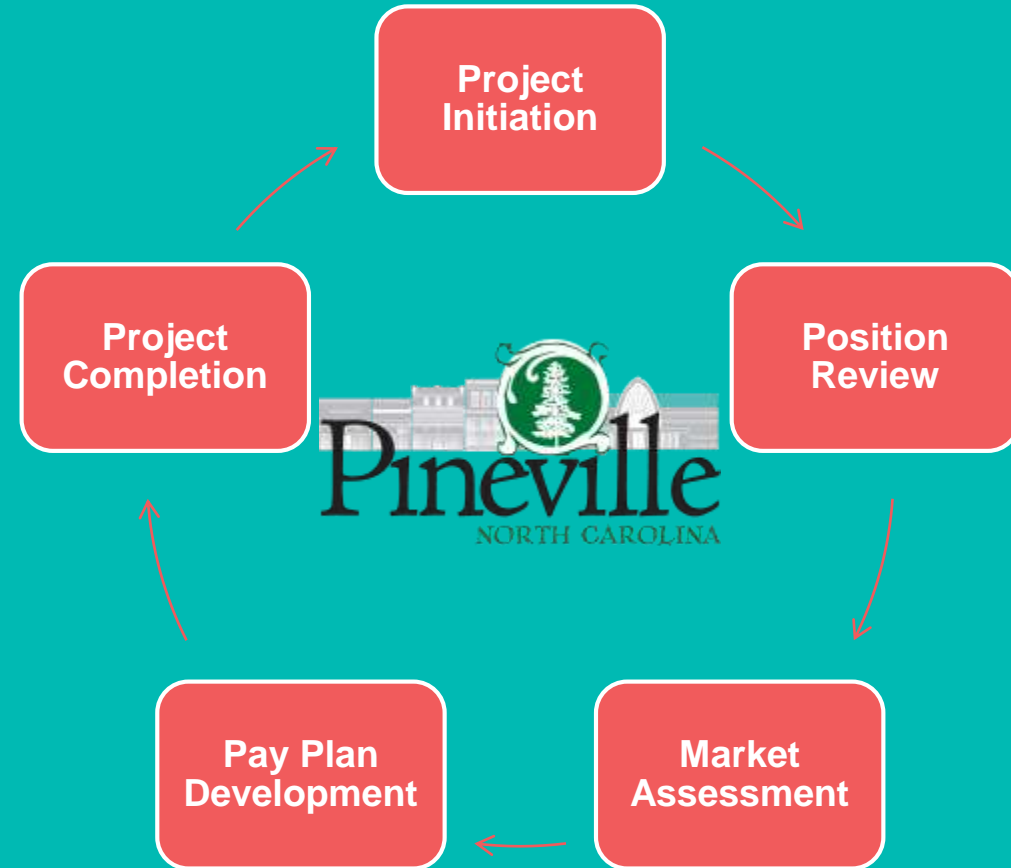 Project
Initiation
Project
Completion
Position
Review
Pineville
NORTH CAROLINA
Pay Plan
Development
Market
Assessment